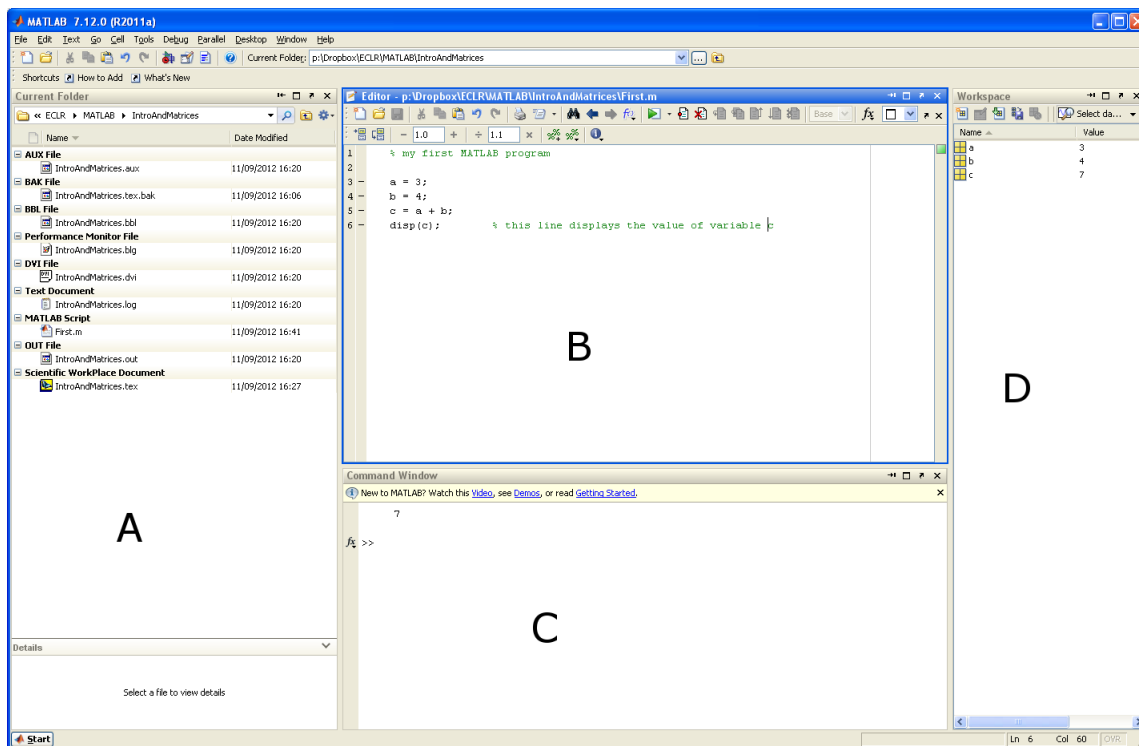 MATLAB 7.12.0 (R2011a)
File Edit Text Go Cell Tools Debug Parallel Desktop Window Help
Current Folder: p:\Dropbox\ECLR\MATLAB\IntroAndMatrices
Shortcuts How to Add What's New
Current Folder
« ECLR MATLAB IntroAndMatrices
Name Date Modified
AUX File
IntroAndMatrices.aux 11/09/2012 16:20
BAK File
IntroAndMatrices.tex.bak 11/09/2012 16:06
BBL File
IntroAndMatrices.bbl 11/09/2012 16:20
Performance Monitor File
IntroAndMatrices.blg 11/09/2012 16:20
DVI File
IntroAndMatrices.dvi 11/09/2012 16:20
Text Document
IntroAndMatrices.log 11/09/2012 16:20
MATLAB Script
First.m 11/09/2012 16:41
OUT File
IntroAndMatrices.out 11/09/2012 16:20
Scientific WorkPlace Document
IntroAndMatrices.tex 11/09/2012 16:27
A
Details
Select a file to view details
Editor - p:\Dropbox\ECLR\MATLAB\IntroAndMatrices\First.m
Base fx
- 1.0 + ÷ 1.1 ×
1 % my first MATLAB program
2
3 - a = 3;
4 - b = 4;
5 - c = a + b;
6 - disp(c); % this line displays the value of variable c
B
Command Window
New to MATLAB? Watch this Video, see Demos, or read Getting Started.
7
fx >>
C
Workspace
Select da...
Name Value
a 3
b 4
c 7
D
Start
Ln 6 Col 60 OVR